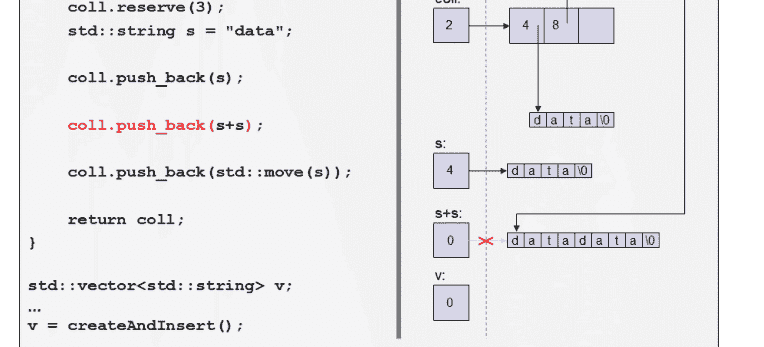 coll.reserve(3);
std::string s = "data";
coll.push_back(s);
coll.push_back(s+s);
coll.push_back(std::move(s));
return coll;
}
std::vector<std::string> v;
...
v = createAndInsert();
2
4 8
d a t a \0
s:
4
d a t a \0
s+s:
0
d a t a d a t a \0
v:
0